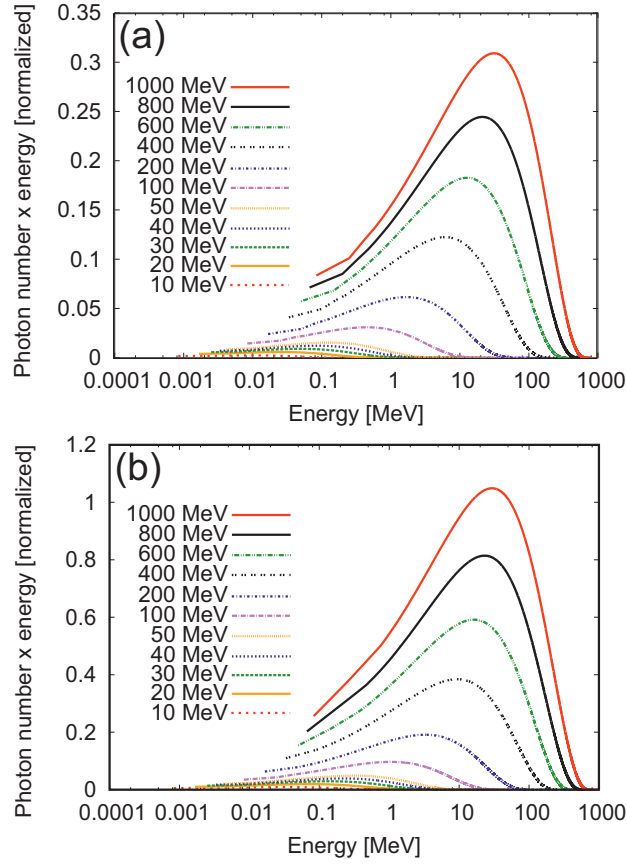 (a)
Photon number x energy [normalized]
0.35
0.3
0.25
0.2
0.15
0.1
0.05
0
1000 MeV
800 MeV
600 MeV
400 MeV
200 MeV
100 MeV
50 MeV
40 MeV
30 MeV
20 MeV
10 MeV
0.0001 0.001 0.01 0.1 1 10 100 1000
Energy [MeV]
(b)
Photon number x energy [normalized]
1.2
1
0.8
0.6
0.4
0.2
0
1000 MeV
800 MeV
600 MeV
400 MeV
200 MeV
100 MeV
50 MeV
40 MeV
30 MeV
20 MeV
10 MeV
0.0001 0.001 0.01 0.1 1 10 100 1000
Energy [MeV]